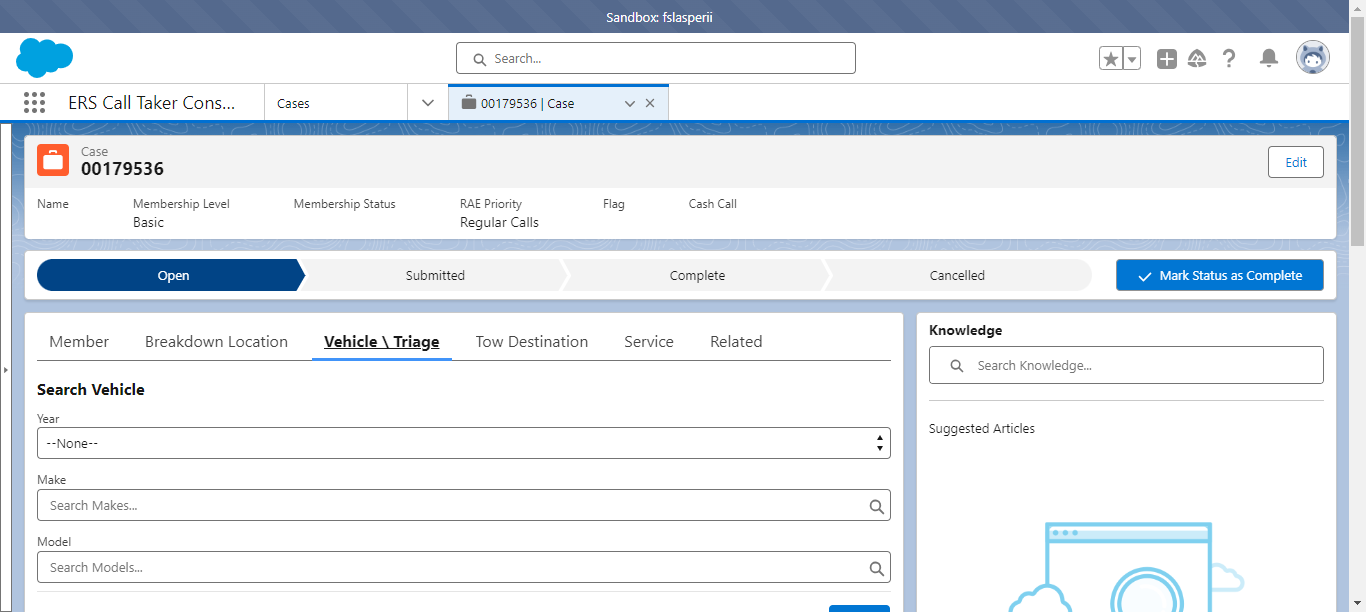 Sandbox: fslasperii
Search...
ERS Call Taker Cons...
Cases
00179536 | Case
Case
00179536
Edit
Name
Membership Level
Membership Status
RAE Priority
Flag
Cash Call
Basic
Regular Calls
Open
Submitted
Complete
Cancelled
Mark Status as Complete
Member
Breakdown Location
Vehicle \ Triage
Tow Destination
Service
Related
Search Vehicle
Year
--None--
Make
Search Makes...
Model
Search Models...
Knowledge
Search Knowledge...
Suggested Articles